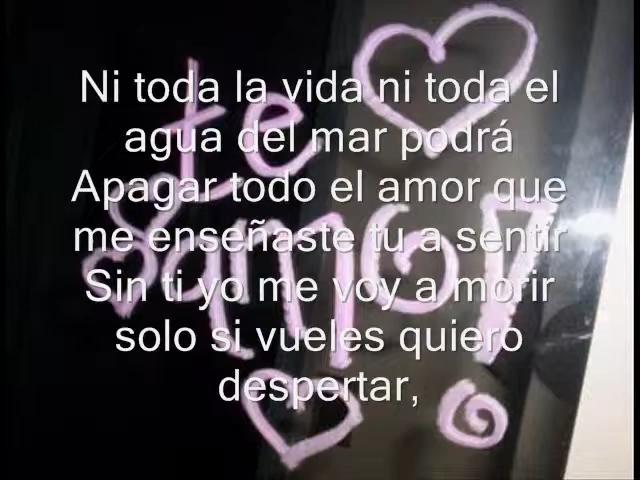 Ni toda la vida ni toda el
agua del mar podrá
Apagar todo el amor que
me enseñaste tu a sentir
Sin ti yo me voy a morir
solo si vueles quiero
despertar,
te
amo!